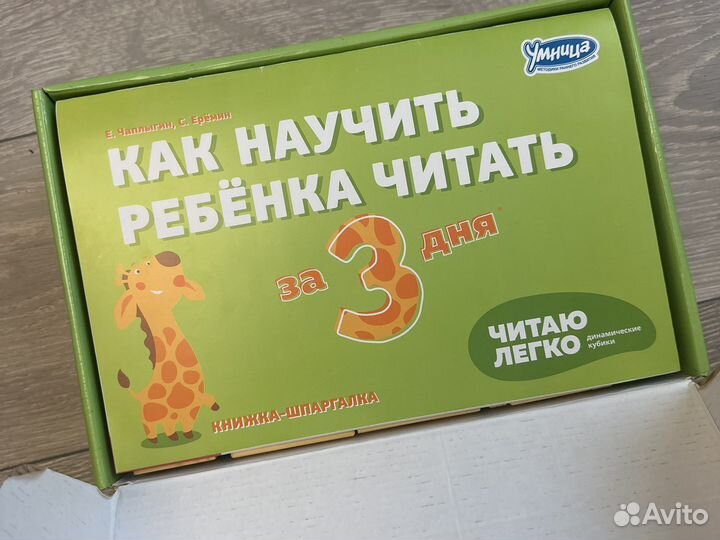 Умница
МЕТОДИКИ РАННЕГО РАЗВИТИЯ
Е. Чаплыгин, С. Ерёмин
КАК НАУЧИТЬ
РЕБЁНКА ЧИТАТЬ
за 3 дня*
ЧИТАЮ
ЛЕГКО
динамические
кубики
КНИЖКА-ШПАРГАЛКА
Avito